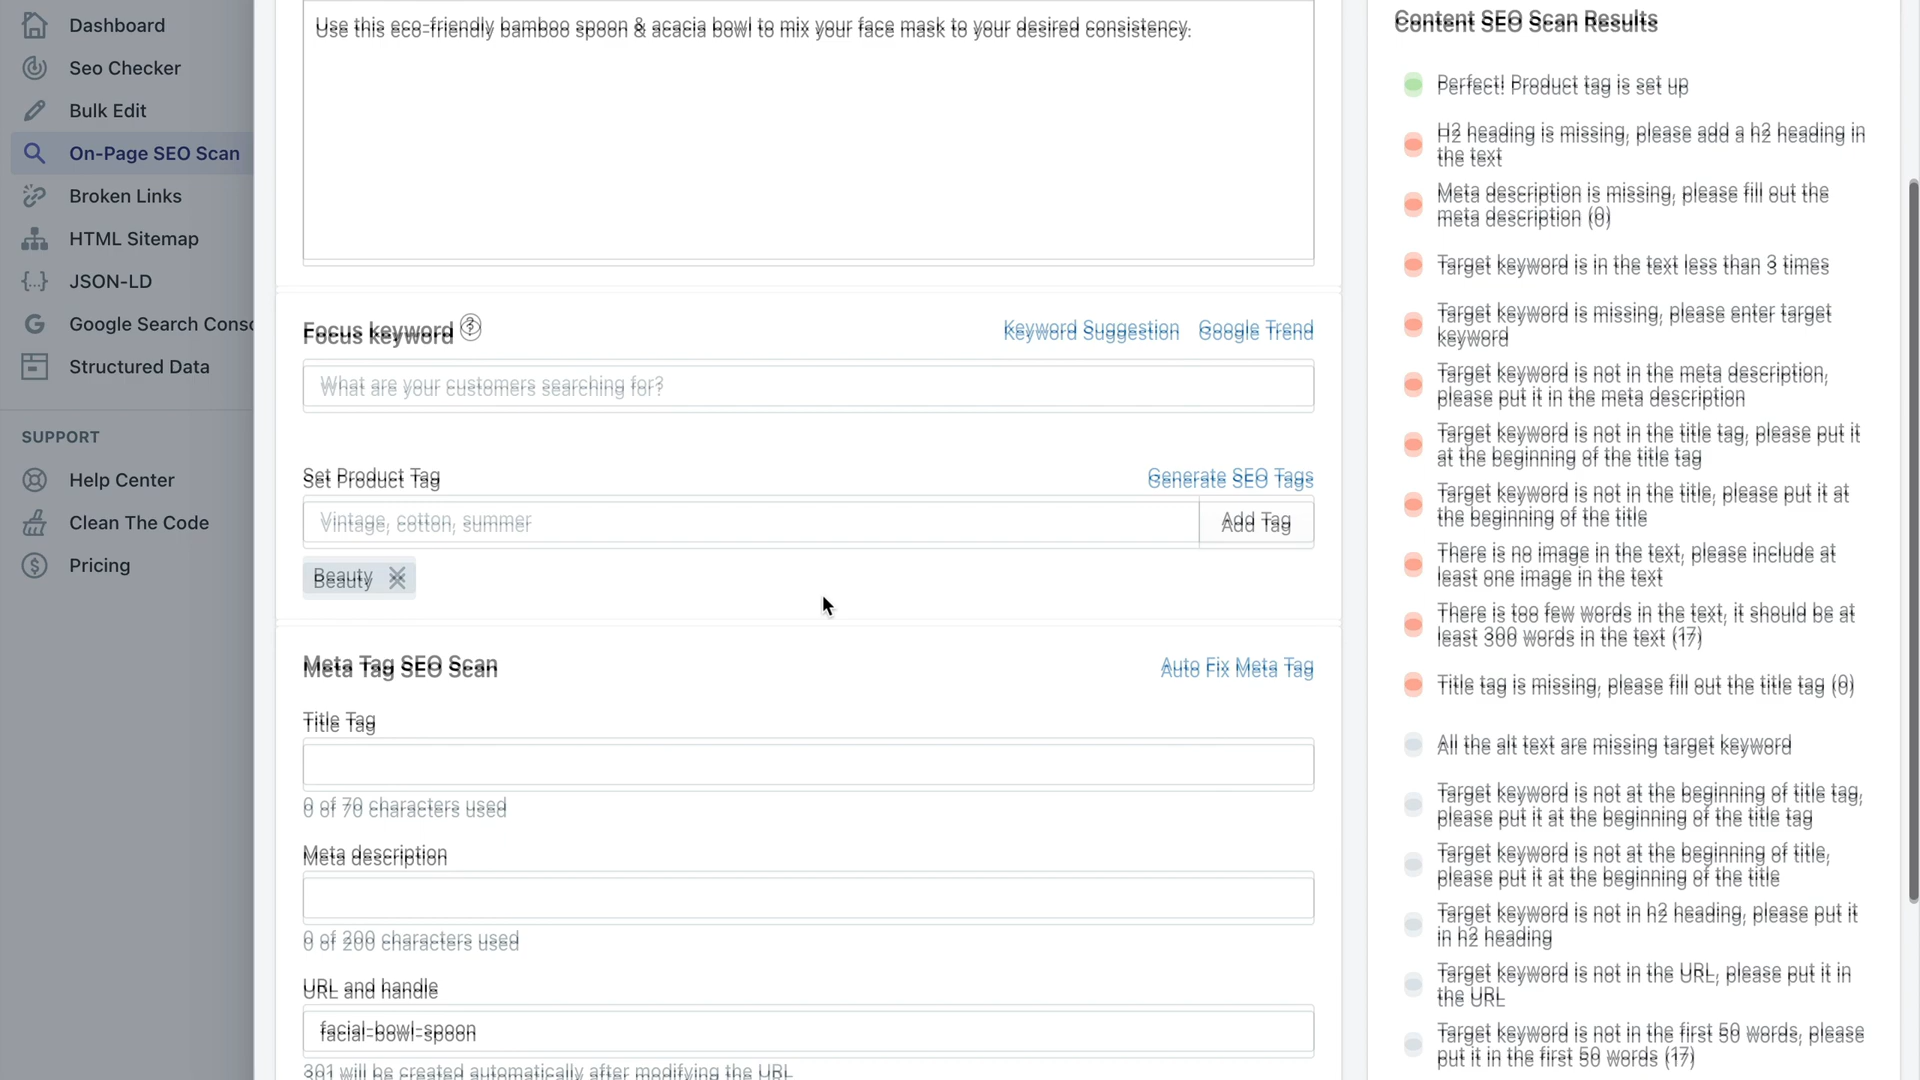 Dashboard
Seo Checker
Bulk Edit
On-Page SEO Scan
Broken Links
HTML Sitemap
JSON-LD
Google Search Conso
Structured Data
SUPPORT
Help Center
Clean The Code
Pricing
Use this eco-friendly bamboo spoon & acacia bowl to mix your face mask to your desired consistency.
Focus keyword
Keyword Suggestion Google Trend
What are your customers searching for?
Set Product Tag Generate SEO Tags
Vintage, cotton, summer Add Tag
Beauty
Meta Tag SEO Scan Auto Fix Meta Tag
Title Tag
0 of 70 characters used
Meta description
0 of 200 characters used
URL and handle
facial-bowl-spoon
301 will be created automatically after modifying the URL
Content SEO Scan Results
Perfect! Product tag is set up
H2 heading is missing, please add a h2 heading in
the text
Meta description is missing, please fill out the
meta description (0)
Target keyword is in the text less than 3 times
Target keyword is missing, please enter target
keyword
Target keyword is not in the meta description,
please put it in the meta description
Target keyword is not in the title tag, please put it
at the beginning of the title tag
Target keyword is not in the title, please put it at
the beginning of the title
There is no image in the text, please include at
least one image in the text
There is too few words in the text, it should be at
least 300 words in the text (17)
Title tag is missing, please fill out the title tag (0)
All the alt text are missing target keyword
Target keyword is not at the beginning of title tag,
please put it at the beginning of the title tag
Target keyword is not at the beginning of title,
please put it at the beginning of the title
Target keyword is not in h2 heading, please put it
in h2 heading
Target keyword is not in the URL, please put it in
the URL
Target keyword is not in the first 50 words, please
put it in the first 50 words (17)